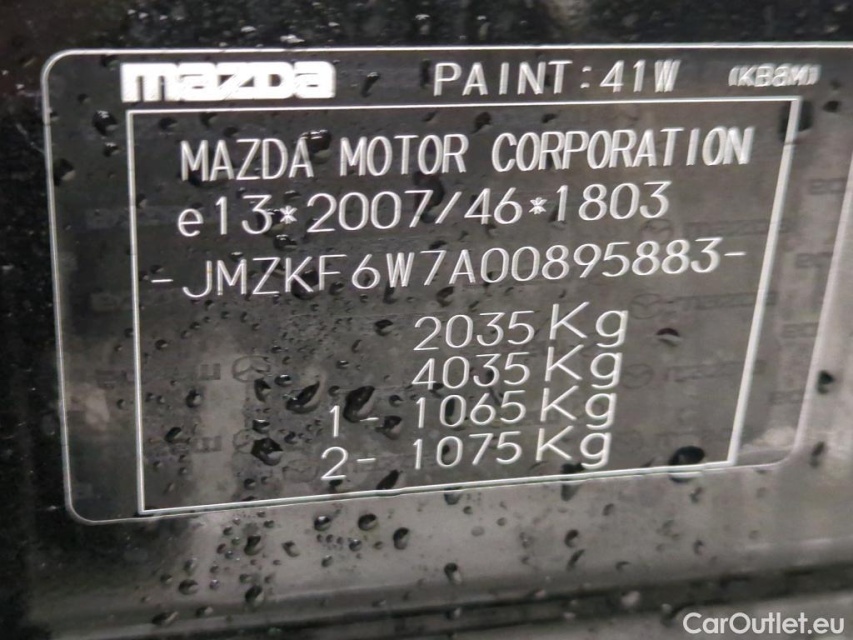 mazda PAINT:41W (KB8M)
MAZDA MOTOR CORPORATION
e13*2007/46*1803
-JMZKF6W7A00895883-
2035Kg
4035Kg
1- 1065Kg
2- 1075Kg
CarOutlet.eu